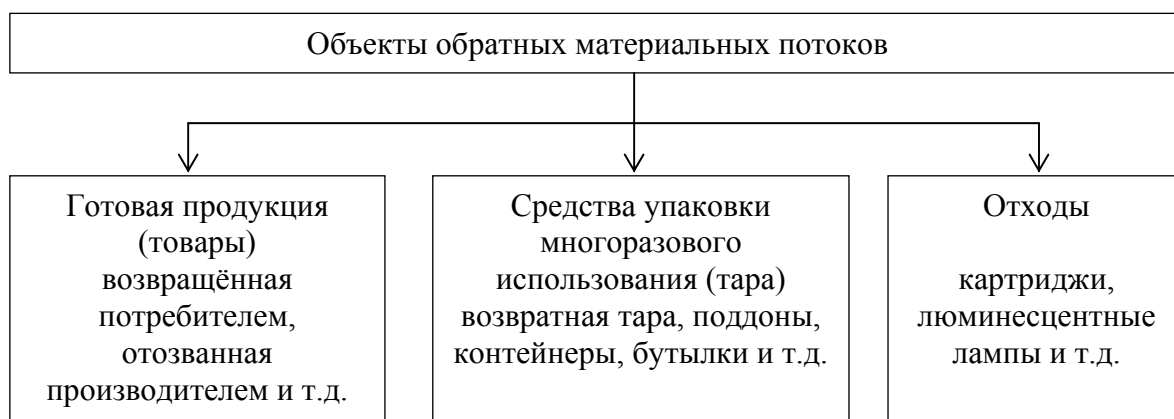 Объекты обратных материальных потоков
Готовая продукция
(товары)
возвращённая
потребителем,
отозванная
производителем и т.д.
Средства упаковки
многоразового
использования (тара)
возвратная тара, поддоны,
контейнеры, бутылки и т.д.
Отходы
картриджи,
люминесцентные
лампы и т.д.